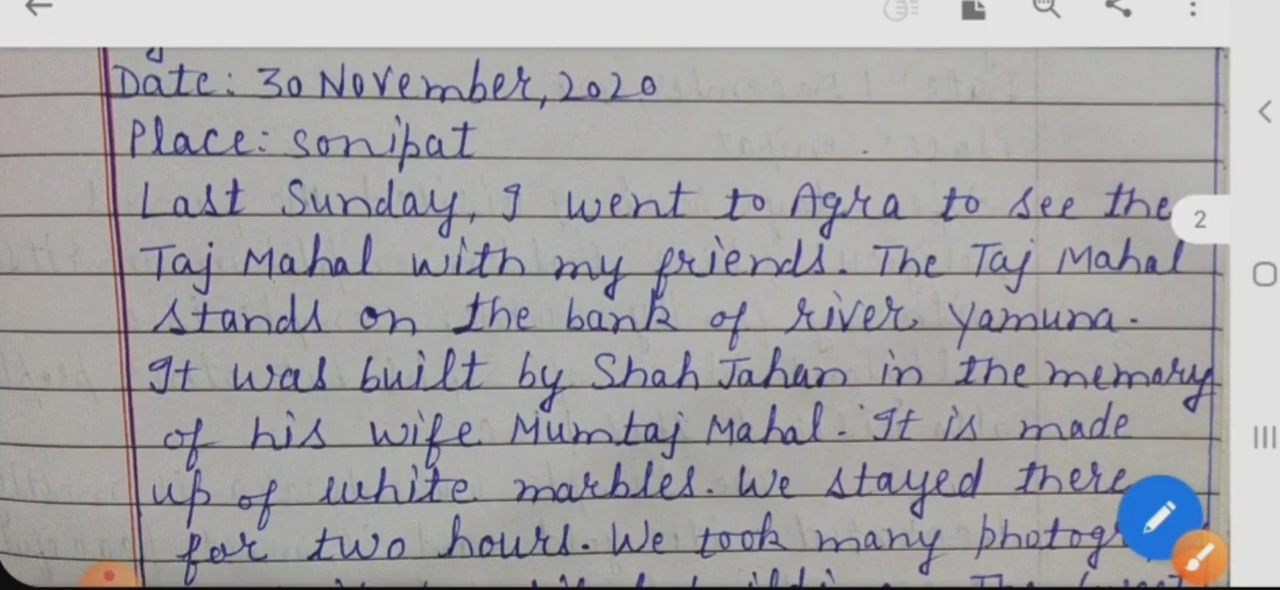 Date: 30 November, 2020
Place: Sonipat
Last Sunday, I went to Agra to see the
2
Taj Mahal with my friends. The Taj Mahal
stands on the bank of river Yamuna.
It was built by Shah Jahan in the memory
of his wife Mumtaj Mahal. It is made
up of white marbles. We stayed there
for two hours. We took many photog